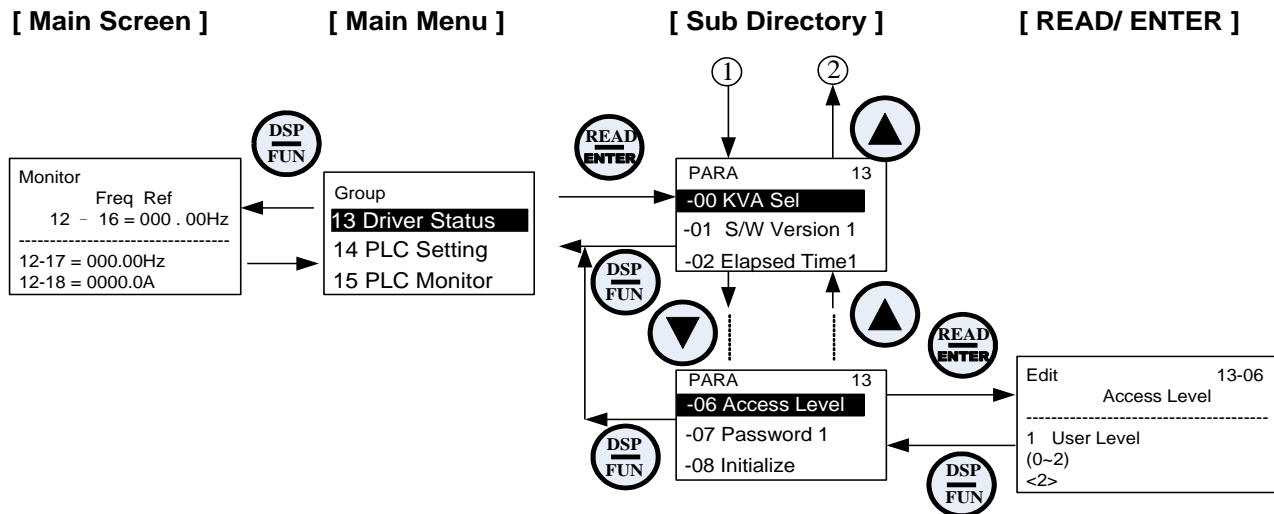 [ Main Screen ]
[ Main Menu ]
[ Sub Directory ]
[ READ/ ENTER ]
1
2
DSP
FUN
READ
ENTER
Monitor
Freq Ref
12 - 16 = 000 . 00Hz
------------------------------------
12-17 = 000.00Hz
12-18 = 0000.0A
Group
13 Driver Status
14 PLC Setting
15 PLC Monitor
PARA 13
-00 KVA Sel
-01 S/W Version 1
-02 Elapsed Time1
DSP
FUN
READ
ENTER
PARA 13
-06 Access Level
-07 Password 1
-08 Initialize
DSP
FUN
Edit 13-06
Access Level
------------------------------------------
1 User Level
(0~2)
<2>
DSP
FUN